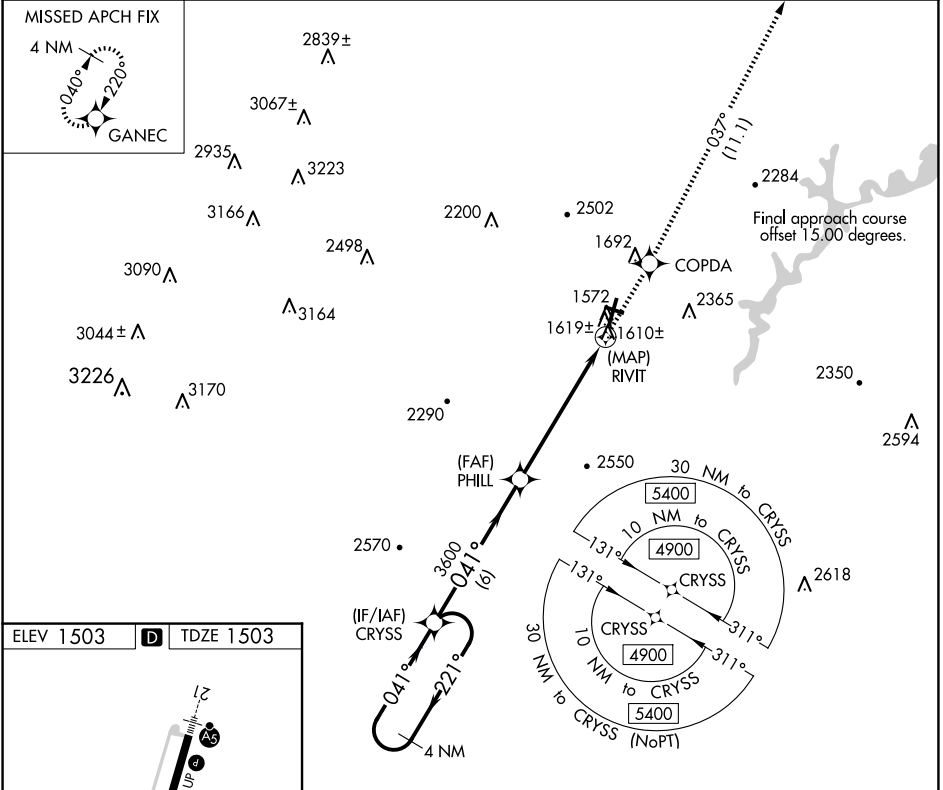 MISSED APCH FIX
4 NM
040°
220°
GANEC
2839±
3067±
2935
3223
3166
2200
2502
2498
3090
3164
3044±
3226
3170
037°
(11.1)
2284
Final approach course
offset 15.00 degrees.
1692
COPDA
1572
2365
1619±
1610±
(MAP)
RIVIT
2350
2290
2594
(FAF)
PHILL
2550
2570
3600
041°
(6)
(IF/IAF)
CRYSS
041°
221°
4 NM
30 NM to CRYSS
5400
10 NM to CRYSS
4900
131°
CRYSS
311°
2618
131°
CRYSS
311°
4900
10 NM to CRYSS
5400
30 NM to CRYSS (NoPT)
ELEV 1503
D
TDZE 1503
21
A5
P
UP